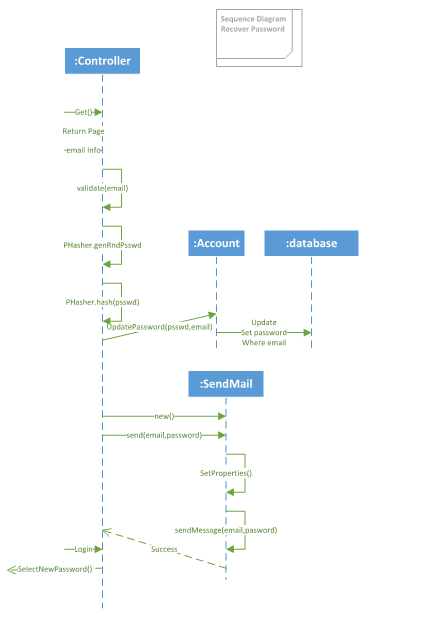 Sequence Diagram
Recover Password
:Controller
Get()
Return Page
-email Info-
validate(email)
PHasher.genRndPsswd
:Account
:database
PHasher.hash(psswd)
UpdatePassword(psswd,email)
Update
Set password
Where email
:SendMail
new()
send(email,password)
SetProperties()
sendMessage(email,pasword)
Success
Login
SelectNewPassword()